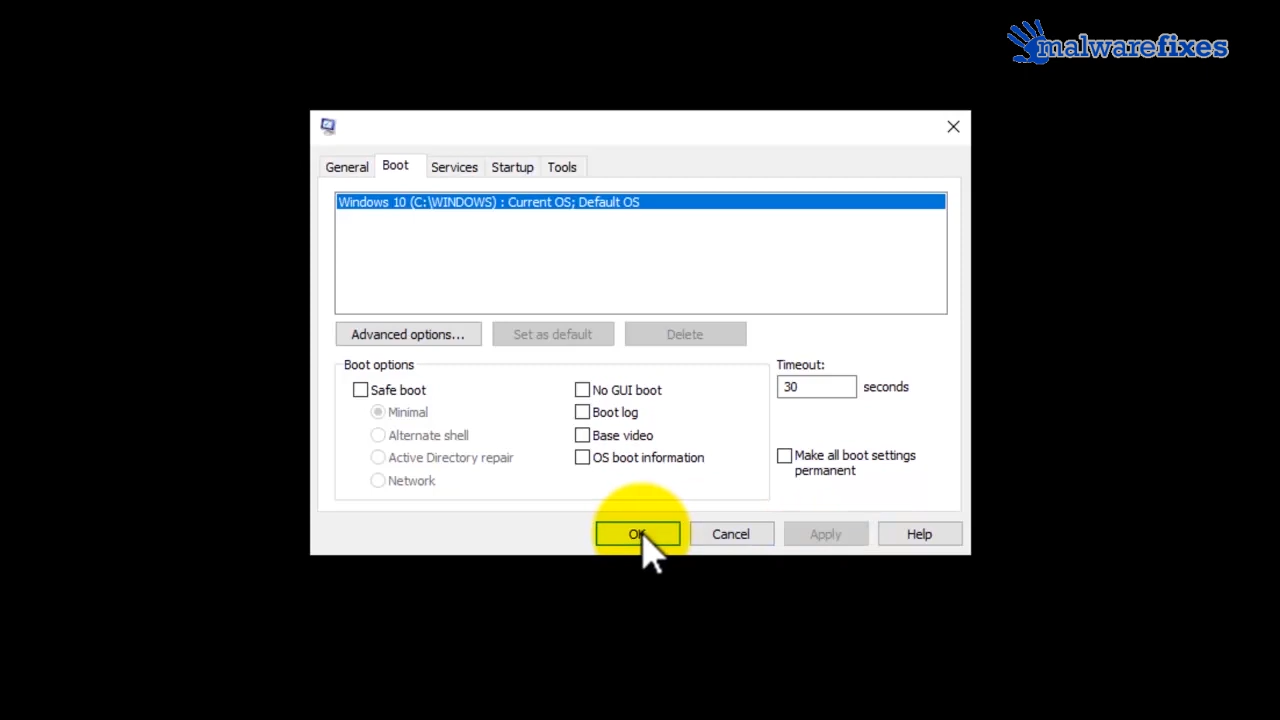 malwarefixes
General Boot Services Startup Tools
Windows 10 (C:\WINDOWS) : Current OS; Default OS
Advanced options... Set as default Delete
Boot options
Safe boot
Minimal
Alternate shell
Active Directory repair
Network
No GUI boot
Boot log
Base video
OS boot information
Timeout:
30 seconds
Make all boot settings
permanent
OK Cancel Apply Help